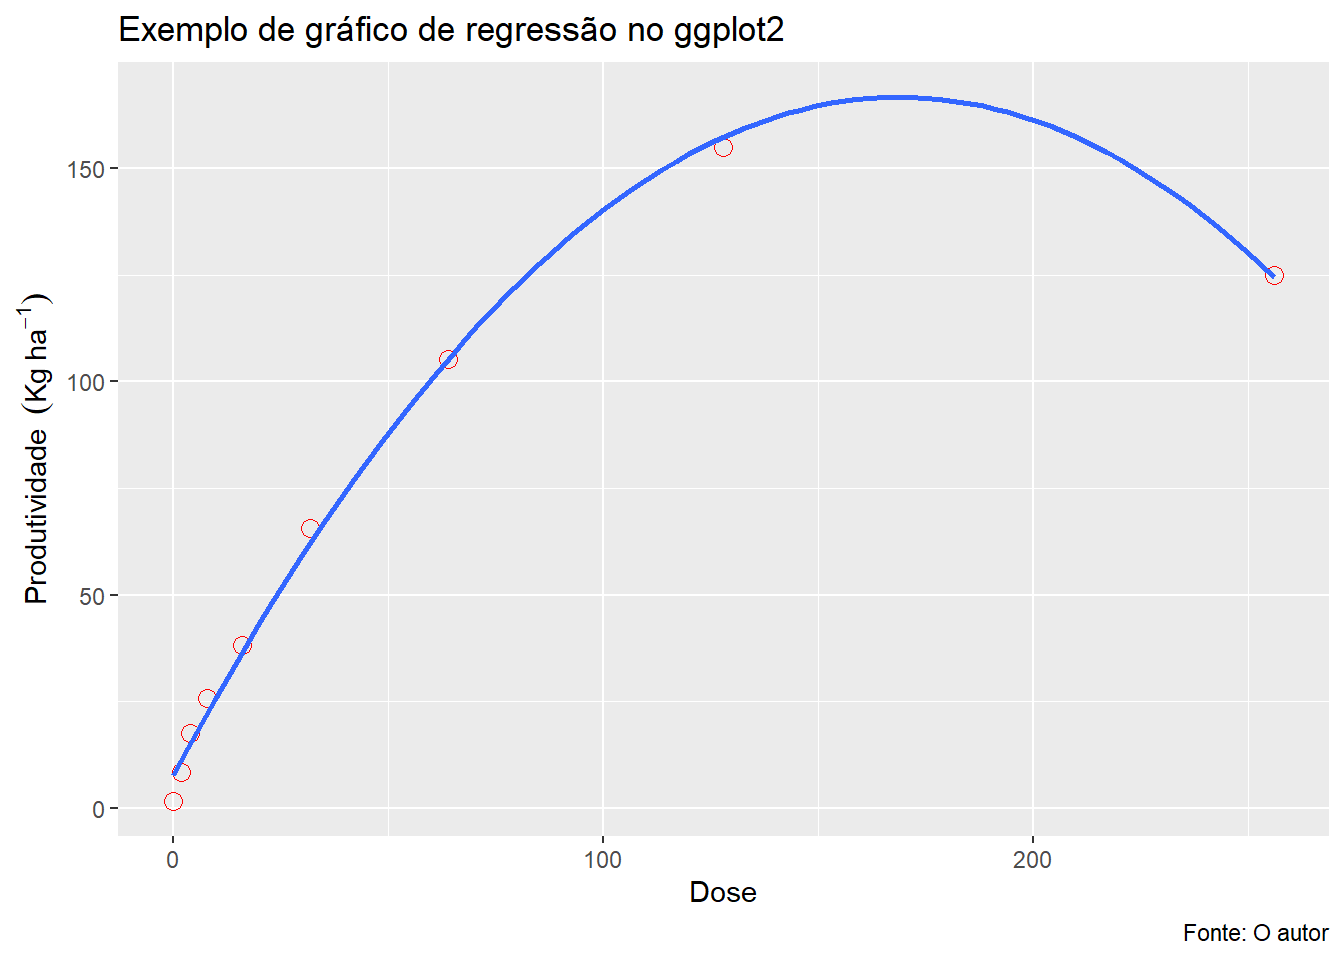 Exemplo de gráfico de regressão no ggplot2
Produtividade (Kg ha⁻¹)
150
100
50
0
0 100 200
Dose
Fonte: O autor